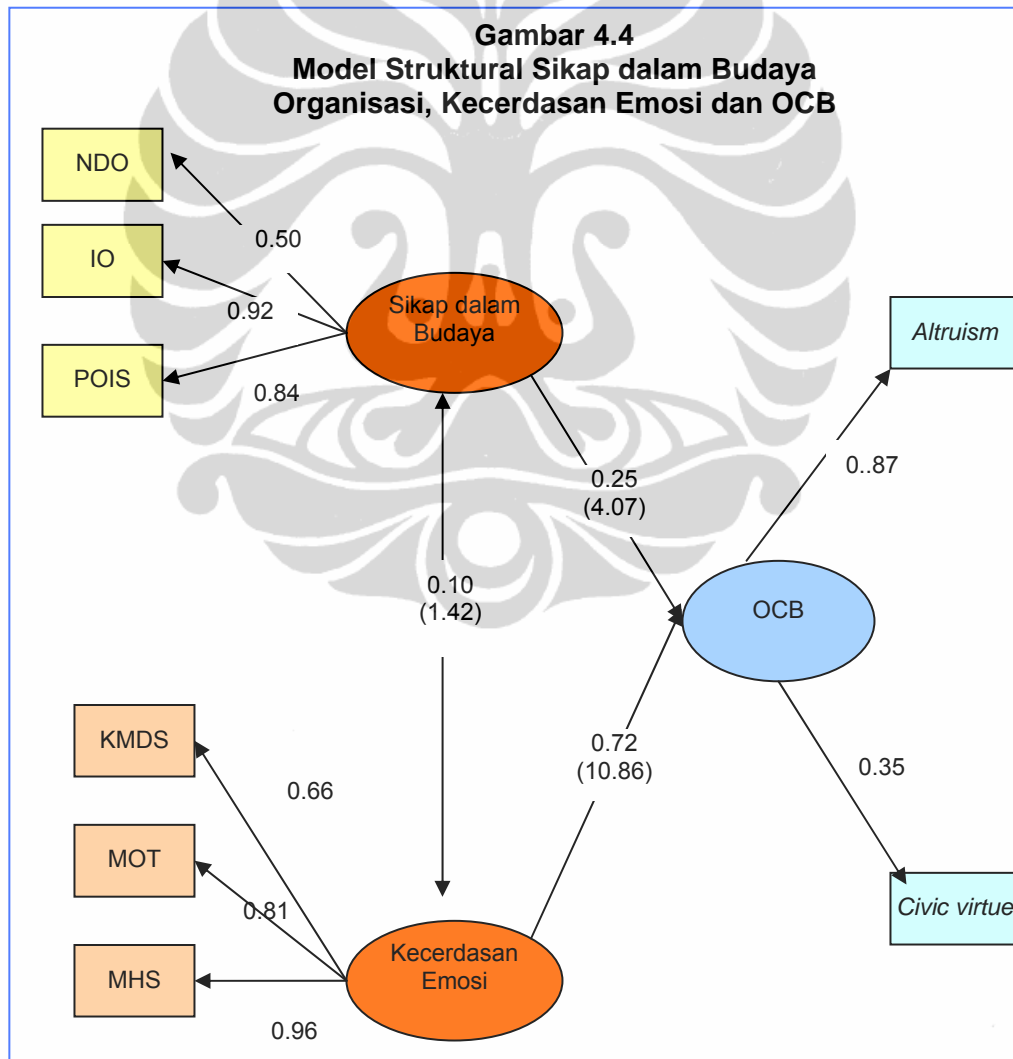 Gambar 4.4
Model Struktural Sikap dalam Budaya
Organisasi, Kecerdasan Emosi dan OCB
NDO
0.50
IO
0.92
POIS
0.84
Sikap dalam
Budaya
Altruism
0..87
0.25
(4.07)
0.10
(1.42)
OCB
KMDS
0.66
0.72
(10.86)
0.35
MOT
0.81
Civic virtue
Kecerdasan
Emosi
MHS
0.96